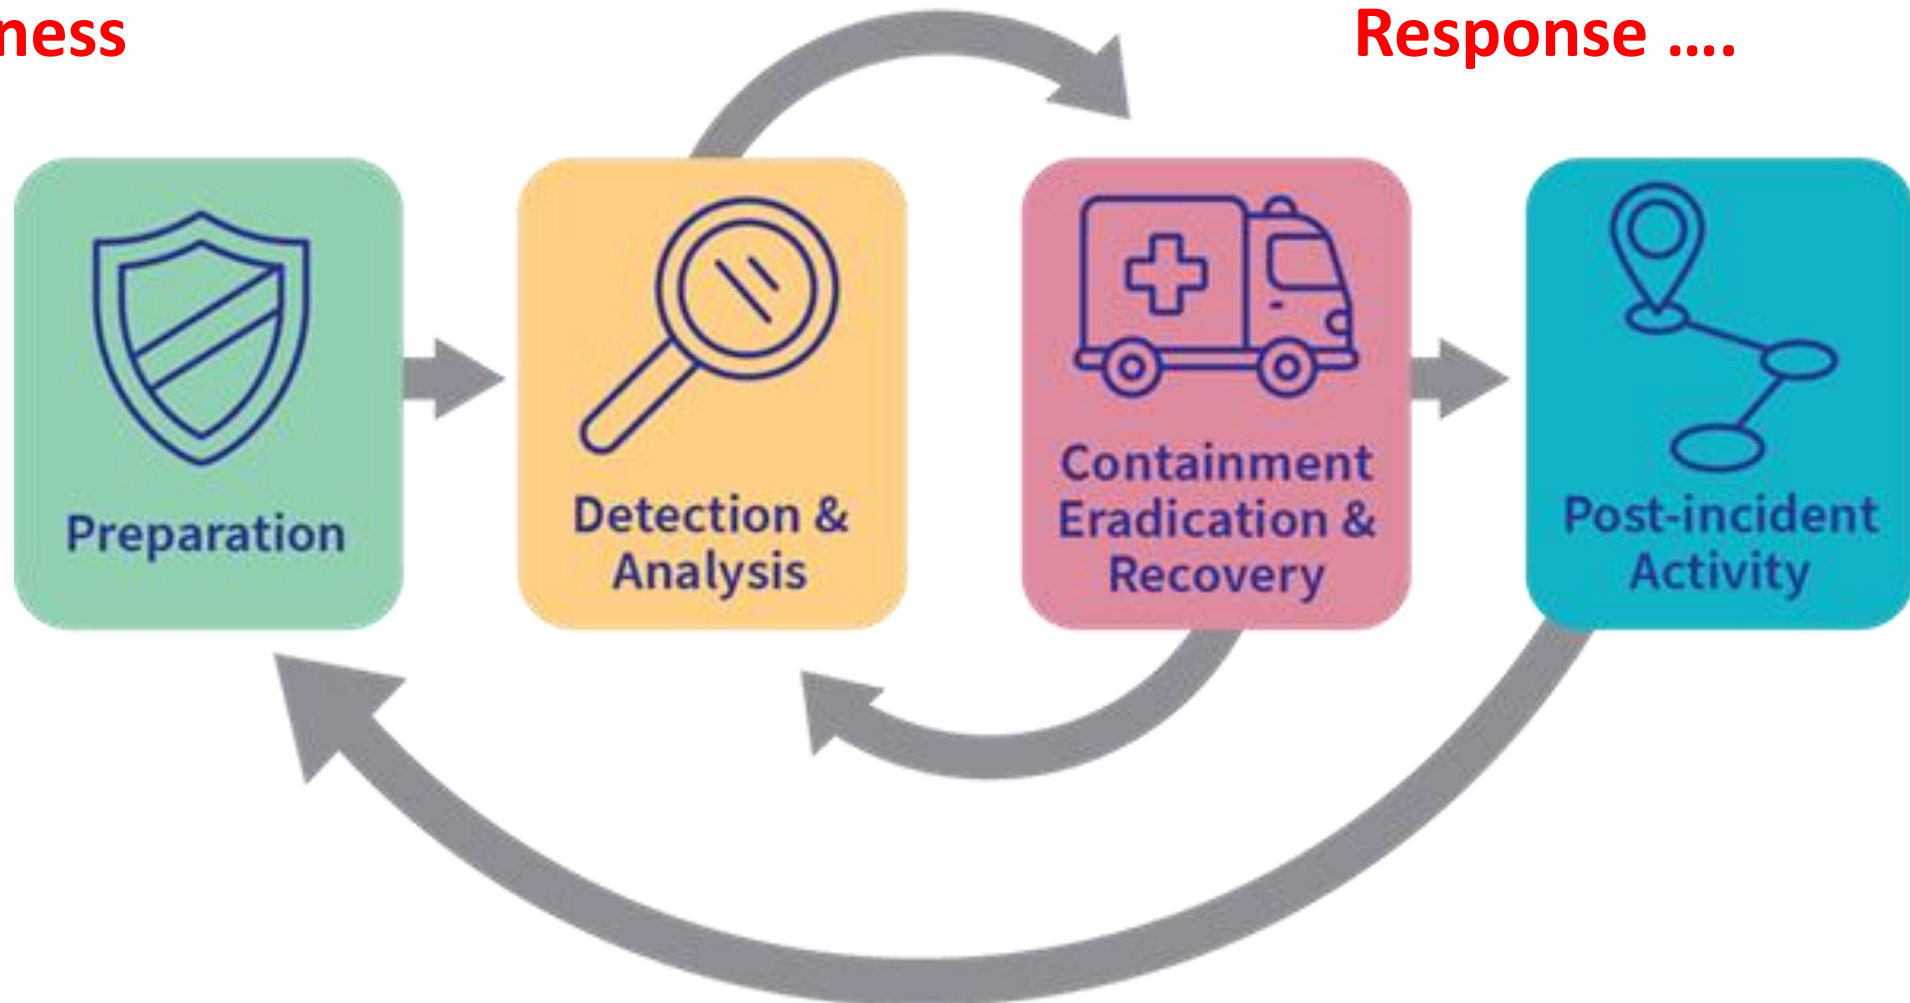 ness
Response ....
Preparation
Detection &
Analysis
Containment
Eradication &
Recovery
Post-incident
Activity